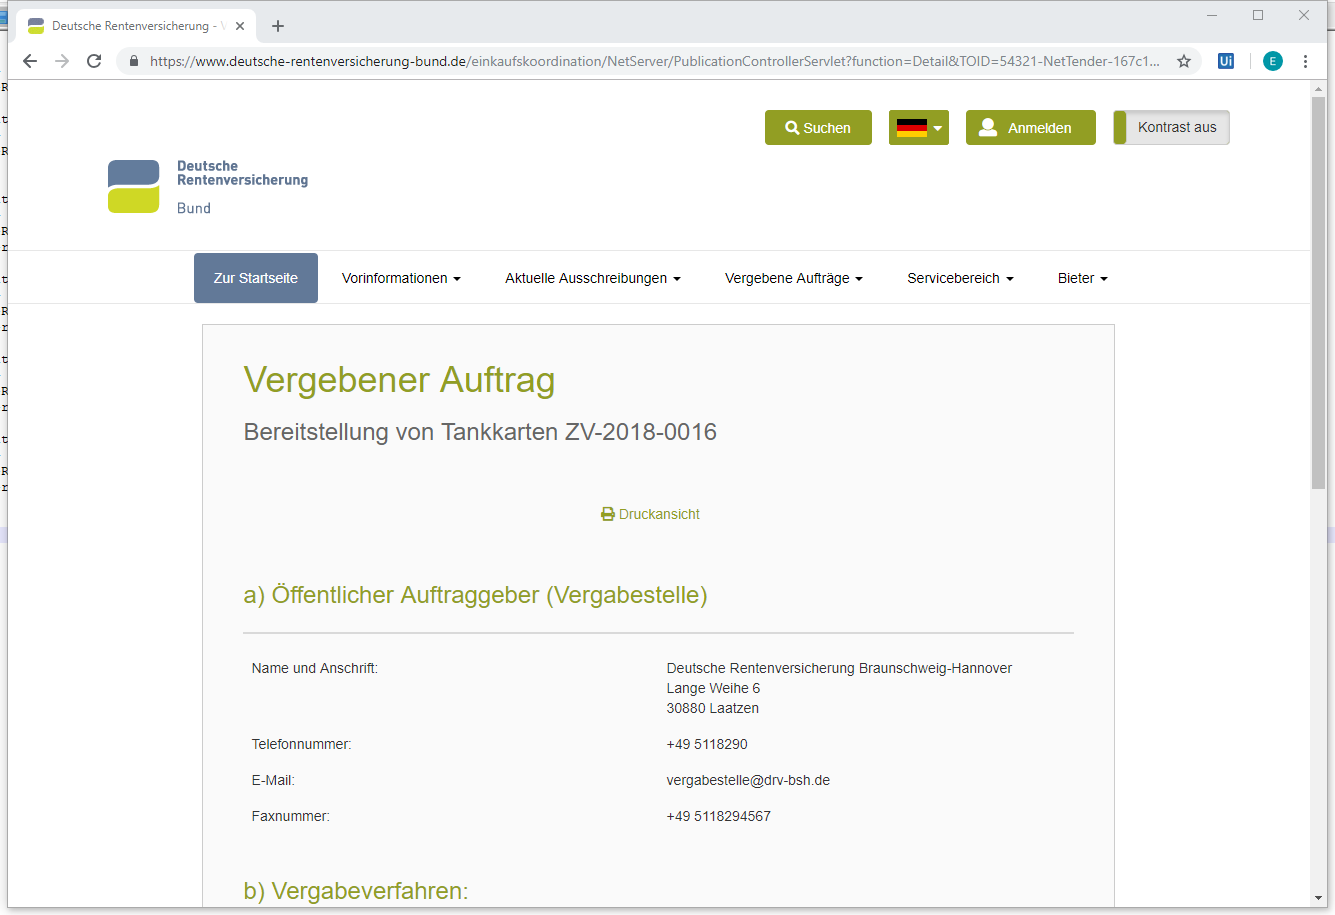 Deutsche Rentenversicherung - V
https://www.deutsche-rentenversicherung-bund.de/einkaufskoordination/NetServer/PublicationControllerServlet?function=Detail&TOID=54321-NetTender-167c1...
Ui
E
Suchen
Anmelden
Kontrast aus
Deutsche
Rentenversicherung
Bund
Zur Startseite
Vorinformationen
Aktuelle Ausschreibungen
Vergebene Aufträge
Servicebereich
Bieter
Vergebener Auftrag
Bereitstellung von Tankkarten ZV-2018-0016
Druckansicht
a) Öffentlicher Auftraggeber (Vergabestelle)
Name und Anschrift:
Deutsche Rentenversicherung Braunschweig-Hannover
Lange Weihe 6
30880 Laatzen
Telefonnummer:
+49 5118290
E-Mail:
vergabestelle@drv-bsh.de
Faxnummer:
+49 5118294567
b) Vergabeverfahren: